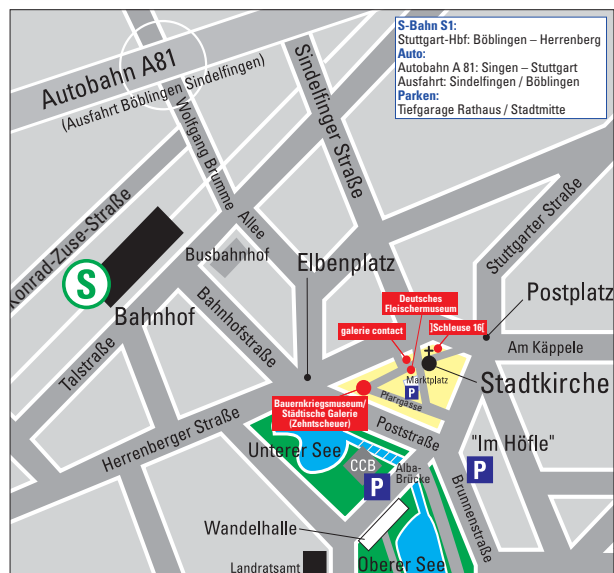 S-Bahn S1:
Stuttgart-Hbf: Böblingen – Herrenberg
Auto:
Autobahn A 81: Singen – Stuttgart
Ausfahrt: Sindelfingen / Böblingen
Parken:
Tiefgarage Rathaus / Stadtmitte
Autobahn A81
(Ausfahrt Böblingen Sindelfingen)
Wolfgang Brumme
Allee
Sindelfinger Straße
Stuttgarter Straße
Konrad-Zuse-Straße
Busbahnhof
Elbenplatz
S
Bahnhof
Bahnhofstraße
Talstraße
Deutsches
Fleischermuseum
galerie contact
]Schleuse 16[
Postplatz
Am Käppele
Marktplatz
P
Stadtkirche
Pfarrgasse
Bauernkriegsmuseum/
Städtische Galerie
(Zehntscheuer)
Herrenberger Straße
Poststraße
"Im Höfle"
P
Unterer See
CCB
P
Alba-
Brücke
Brunnenstraße
Wandelhalle
Landratsamt
Oberer See